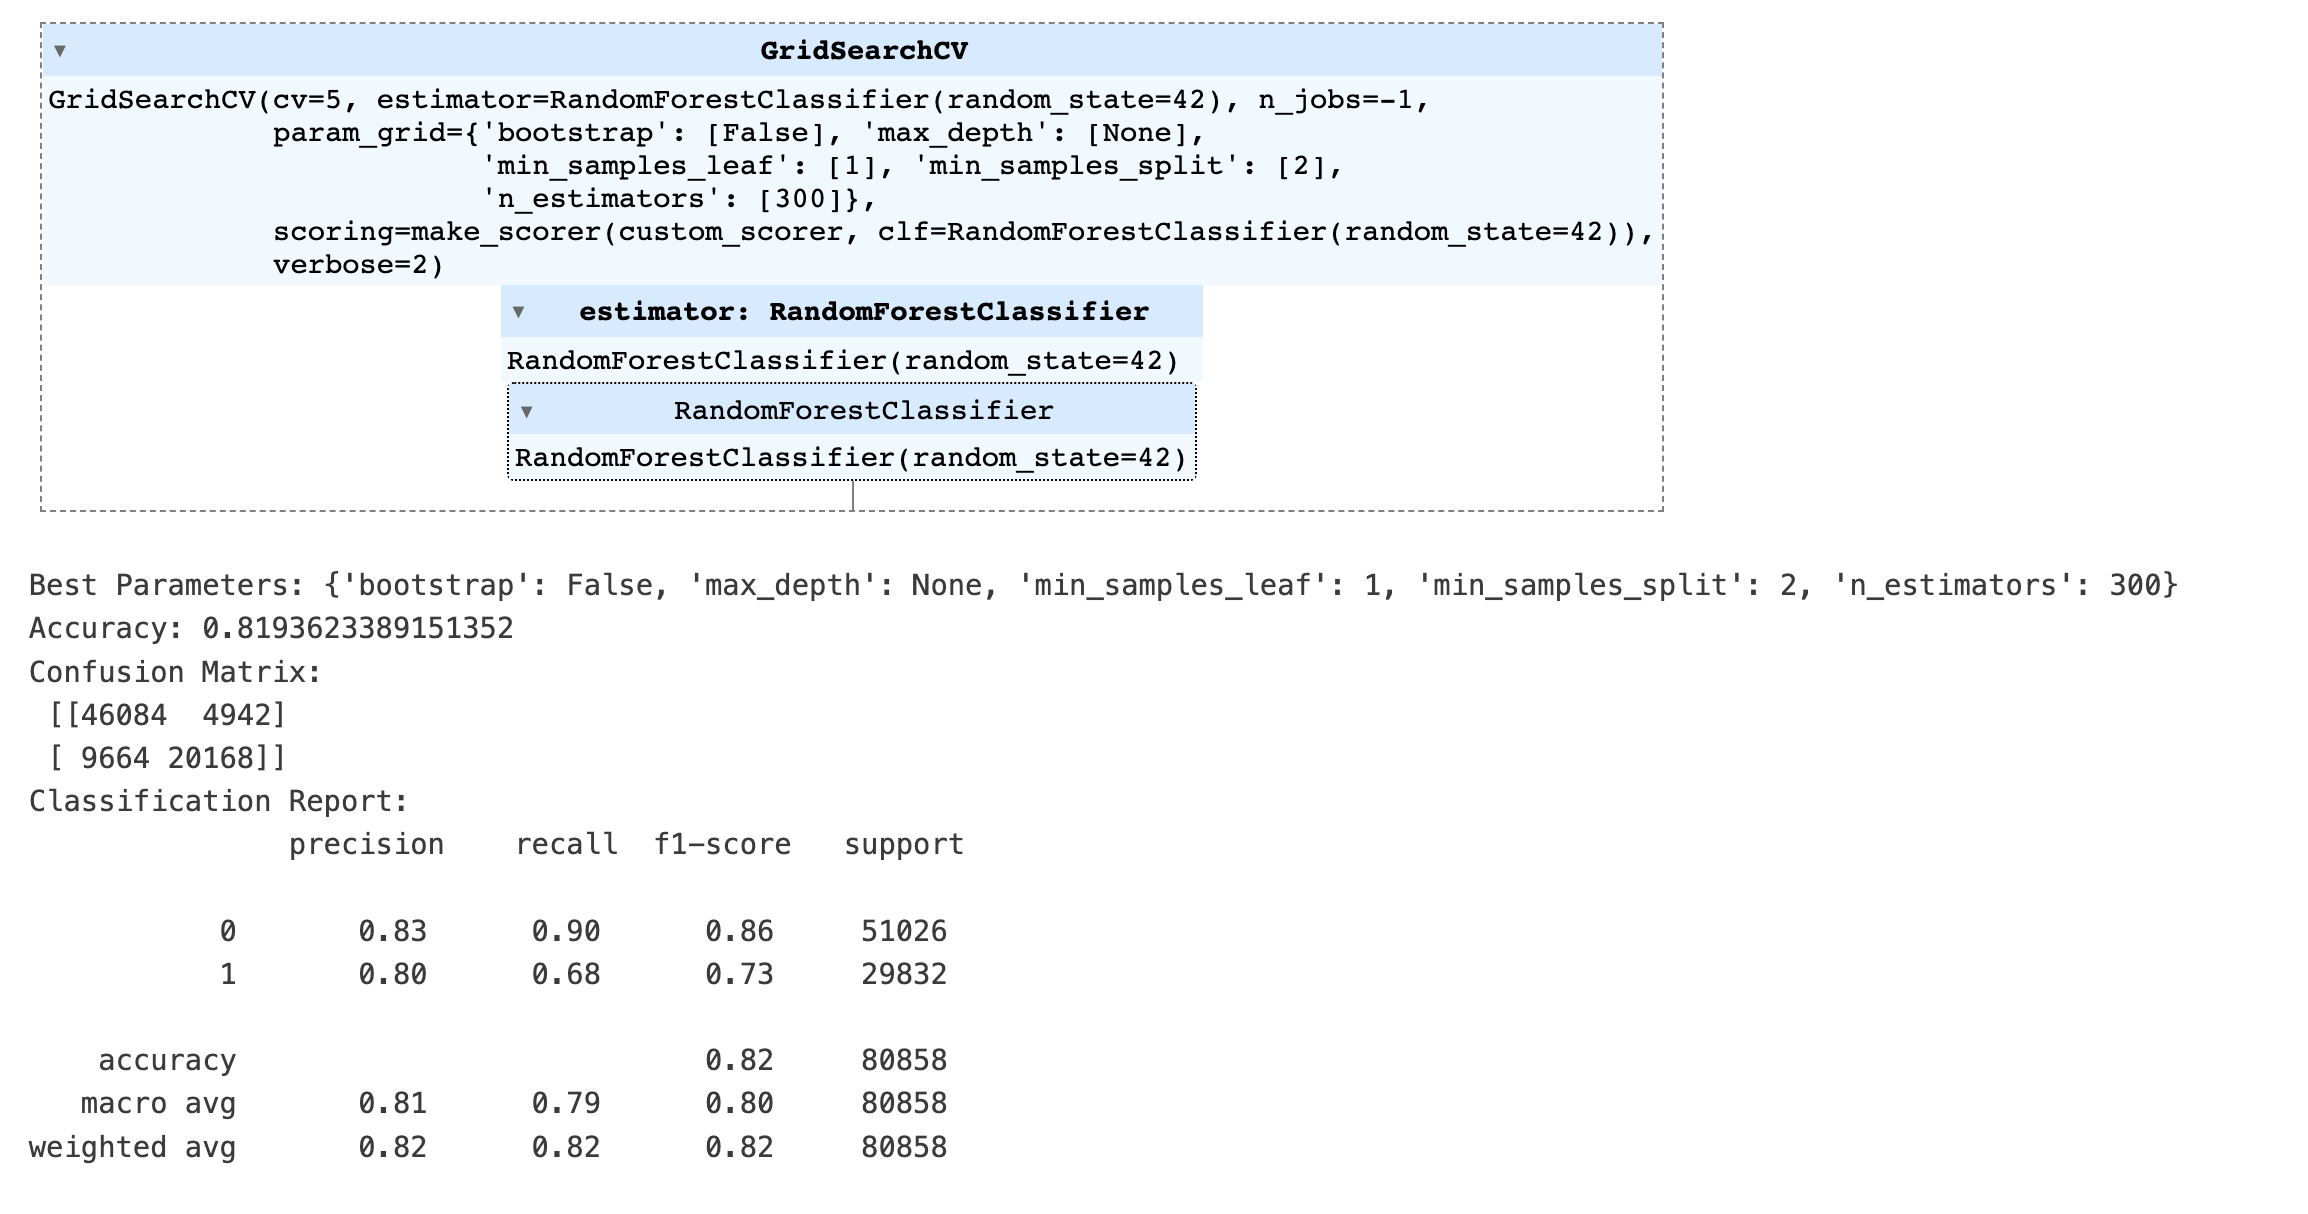 GridSearchCV
GridSearchCV(cv=5, estimator=RandomForestClassifier(random_state=42), n_jobs=-1,
             param_grid={'bootstrap': [False], 'max_depth': [None],
                         'min_samples_leaf': [1], 'min_samples_split': [2],
                         'n_estimators': [300]},
             scoring=make_scorer(custom_scorer, clf=RandomForestClassifier(random_state=42)),
             verbose=2)
estimator: RandomForestClassifier
RandomForestClassifier(random_state=42)
RandomForestClassifier
RandomForestClassifier(random_state=42)
Best Parameters: {'bootstrap': False, 'max_depth': None, 'min_samples_leaf': 1, 'min_samples_split': 2, 'n_estimators': 300}
Accuracy: 0.8193623389151352
Confusion Matrix:
 [[46084  4942]
 [ 9664 20168]]
Classification Report:
               precision    recall  f1-score   support
           0       0.83      0.90      0.86     51026
           1       0.80      0.68      0.73     29832
    accuracy                           0.82     80858
   macro avg       0.81      0.79      0.80     80858
weighted avg       0.82      0.82      0.82     80858